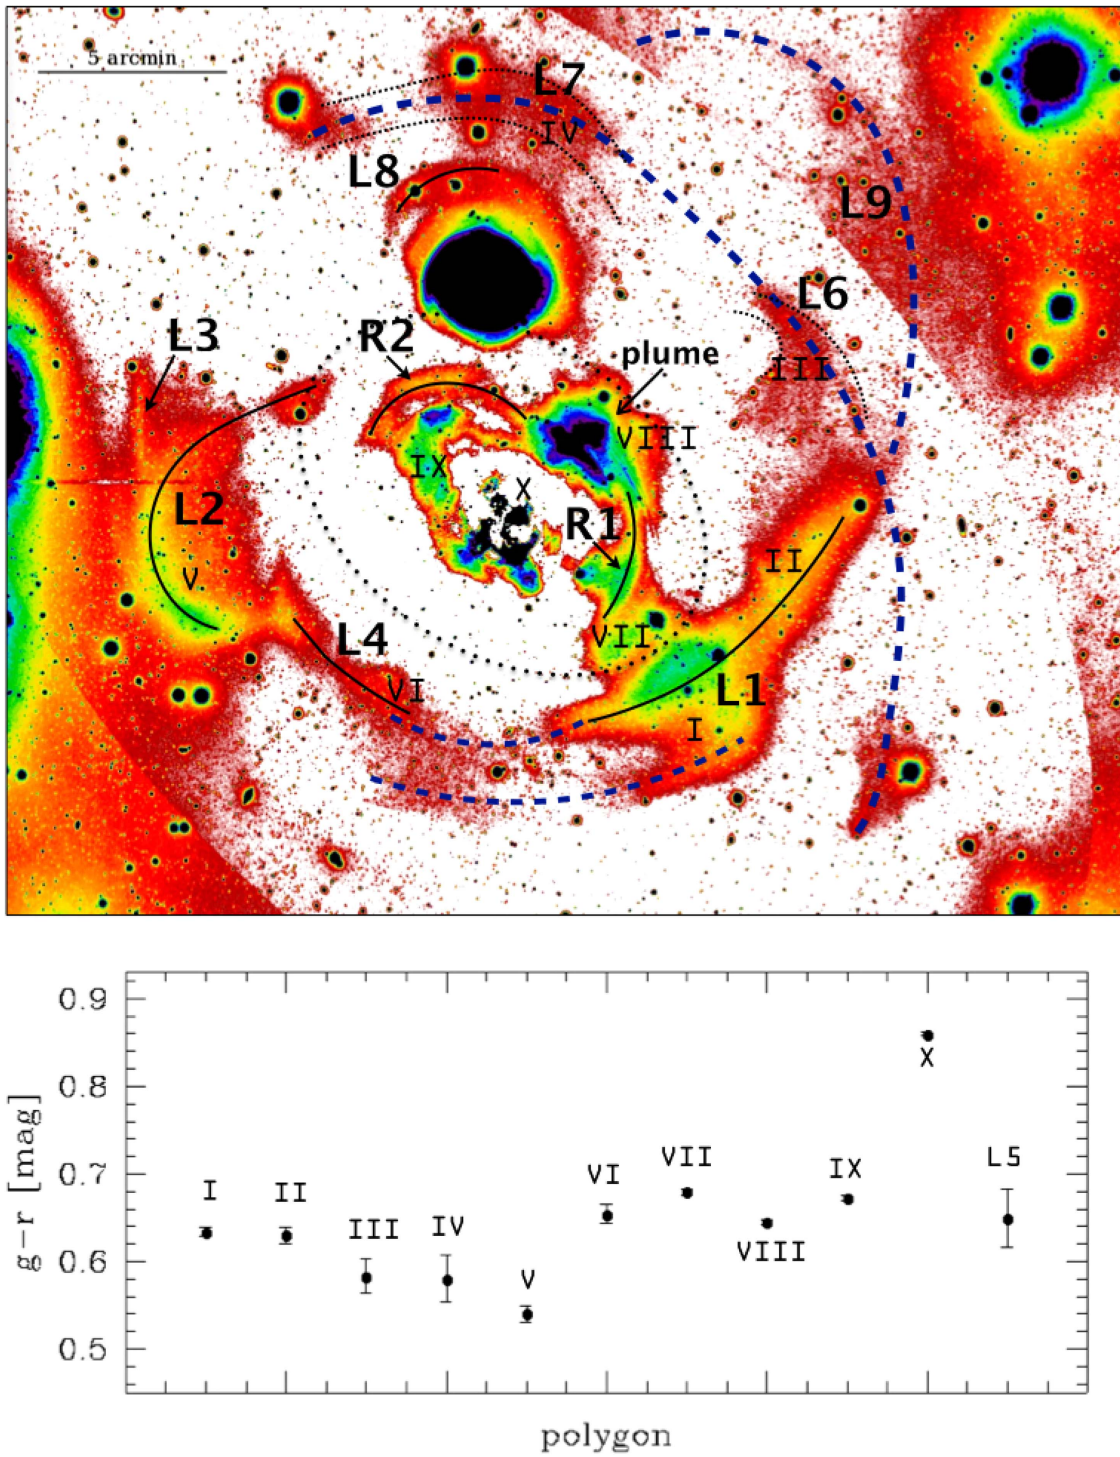 5 arcmin
L7
IV
L8
L9
L6
L3
R2
plume
III
VIII
IX
X
L2
R1
II
V
L4
VII
VI
L1
I
0.9
0.8
0.7
0.6
0.5
g-r [mag]
I
II
III
IV
V
VI
VII
VIII
IX
X
L5
polygon